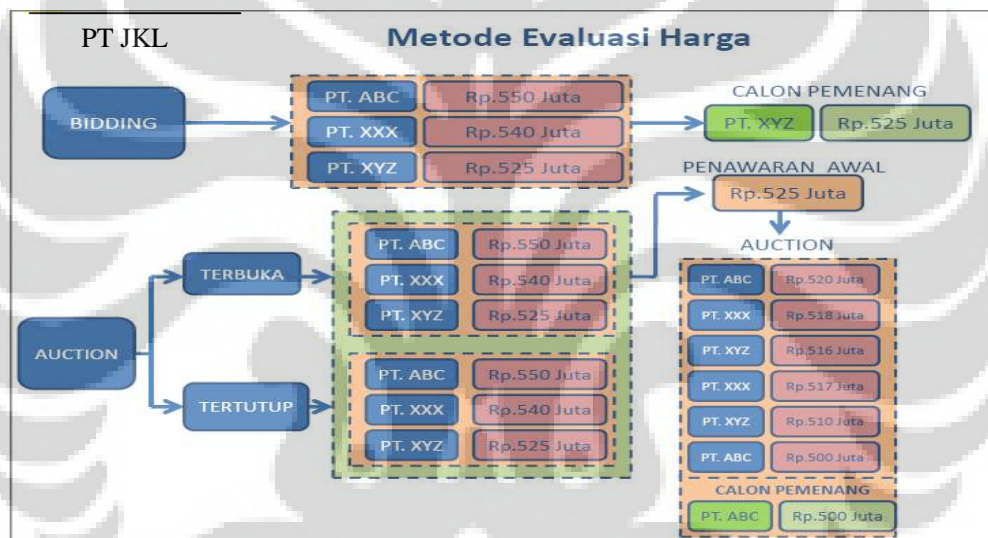 PT JKL
Metode Evaluasi Harga
BIDDING
PT. ABC Rp.550 Juta
PT. XXX Rp.540 Juta
PT. XYZ Rp.525 Juta
CALON PEMENANG
PT. XYZ Rp.525 Juta
AUCTION
TERBUKA
PT. ABC Rp.550 Juta
PT. XXX Rp.540 Juta
PT. XYZ Rp.525 Juta
TERTUTUP
PT. ABC Rp.550 Juta
PT. XXX Rp.540 Juta
PT. XYZ Rp.525 Juta
PENAWARAN AWAL
Rp.525 Juta
AUCTION
PT. ABC Rp.520 Juta
PT. XXX Rp.518 Juta
PT. XYZ Rp.516 Juta
PT. XXX Rp.517 Juta
PT. XYZ Rp.510 Juta
PT. ABC Rp.500 Juta
CALON PEMENANG
PT. ABC Rp.500 Juta